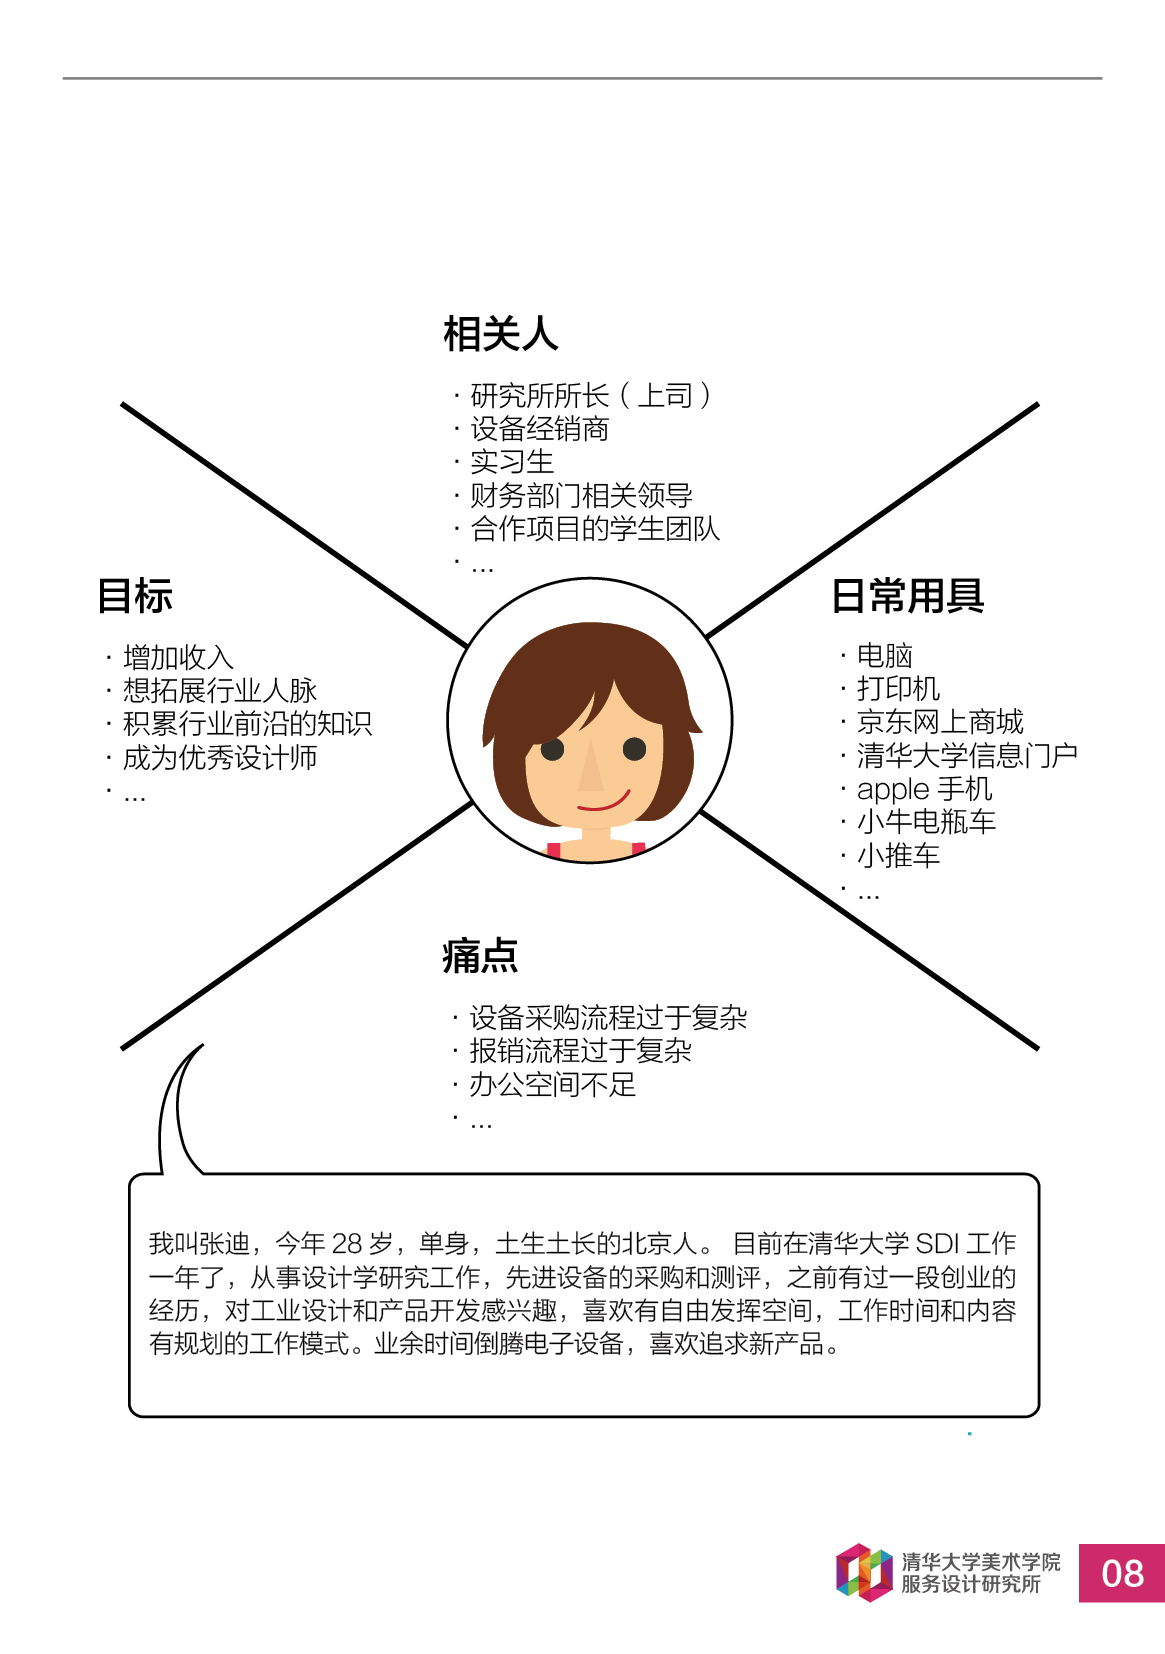 相关人
· 研究所所长（上司）
· 设备经销商
· 实习生
· 财务部门相关领导
· 合作项目的学生团队
· ...
目标
· 增加收入
· 想拓展行业人脉
· 积累行业前沿的知识
· 成为优秀设计师
· ...
日常用具
· 电脑
· 打印机
· 京东网上商城
· 清华大学信息门户
· apple 手机
· 小牛电瓶车
· 小推车
· ...
痛点
· 设备采购流程过于复杂
· 报销流程过于复杂
· 办公空间不足
· ...
我叫张迪，今年 28 岁，单身，土生土长的北京人。 目前在清华大学 SDI 工作
一年了，从事设计学研究工作，先进设备的采购和测评，之前有过一段创业的
经历，对工业设计和产品开发感兴趣，喜欢有自由发挥空间，工作时间和内容
有规划的工作模式。业余时间倒腾电子设备，喜欢追求新产品。
清华大学美术学院
服务设计研究所
08